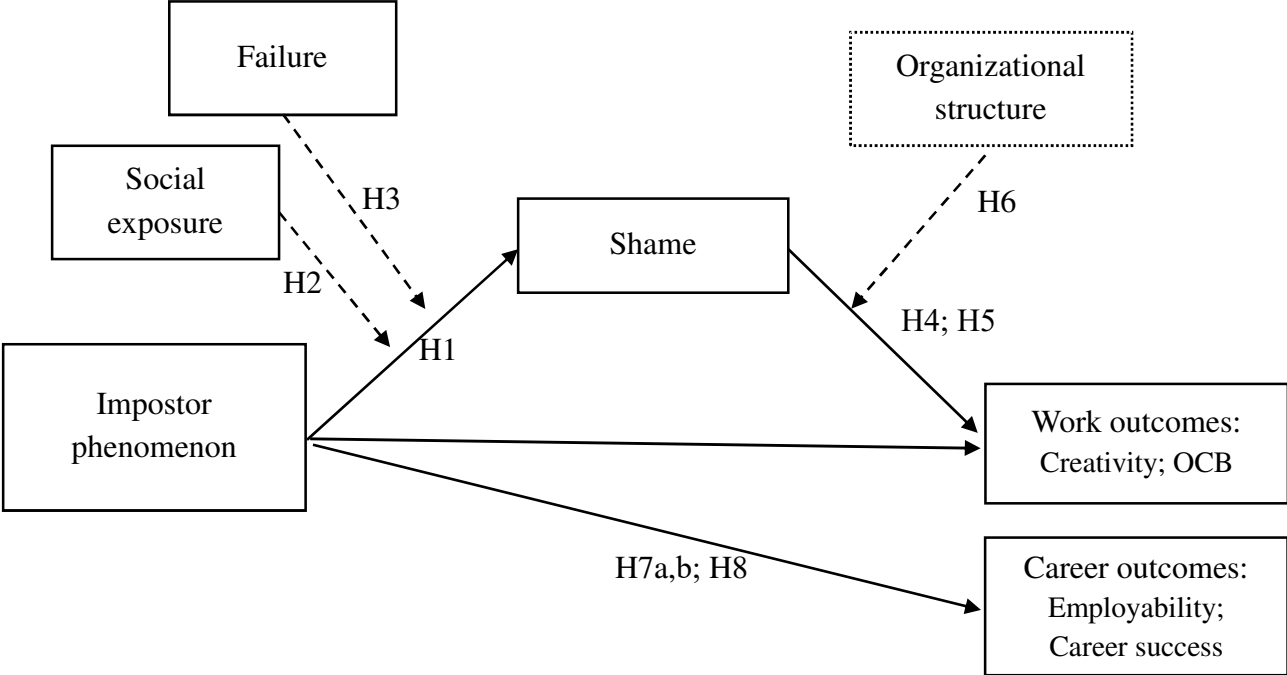 Failure
Organizational
structure
Social
exposure
H3
H6
Shame
H2
H4; H5
H1
Impostor
phenomenon
Work outcomes:
Creativity; OCB
H7a,b; H8
Career outcomes:
Employability;
Career success